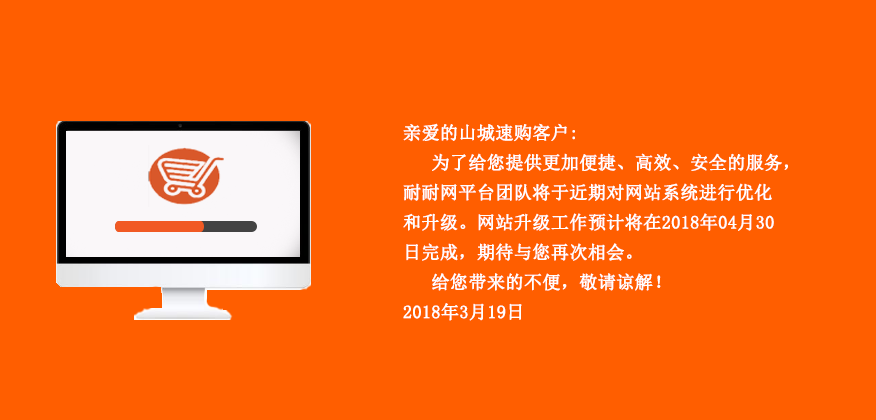 亲爱的山城速购客户:
为了给您提供更加便捷、高效、安全的服务,
耐耐网平台团队将于近期对网站系统进行优化
和升级。网站升级工作预计将在2018年04月30
日完成，期待与您再次相会。
给您带来的不便，敬请谅解！
2018年3月19日